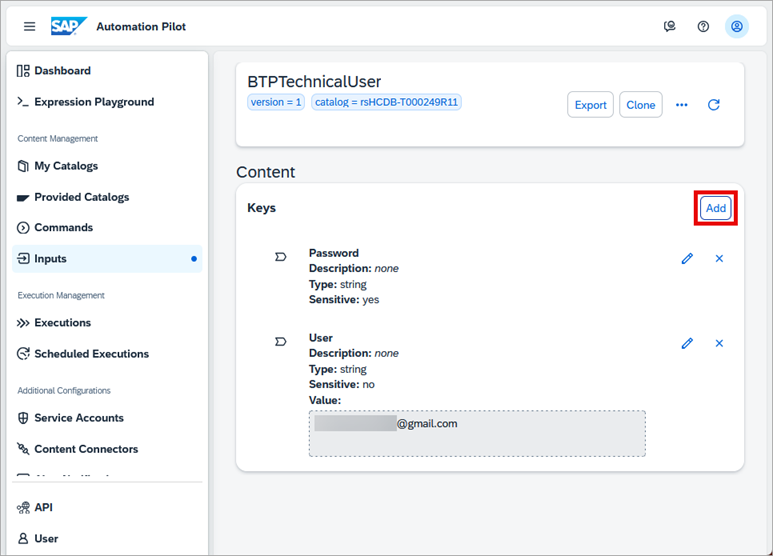 SAP Automation Pilot
Dashboard
Expression Playground
Content Management
My Catalogs
Provided Catalogs
Commands
Inputs
Execution Management
Executions
Scheduled Executions
Additional Configurations
Service Accounts
Content Connectors
API
User
BTPTechnicalUser
version = 1 catalog = rsHCDB-T000249R11
Export Clone
Content
Keys
Add
Password
Description: none
Type: string
Sensitive: yes
User
Description: none
Type: string
Sensitive: no
Value:
@gmail.com